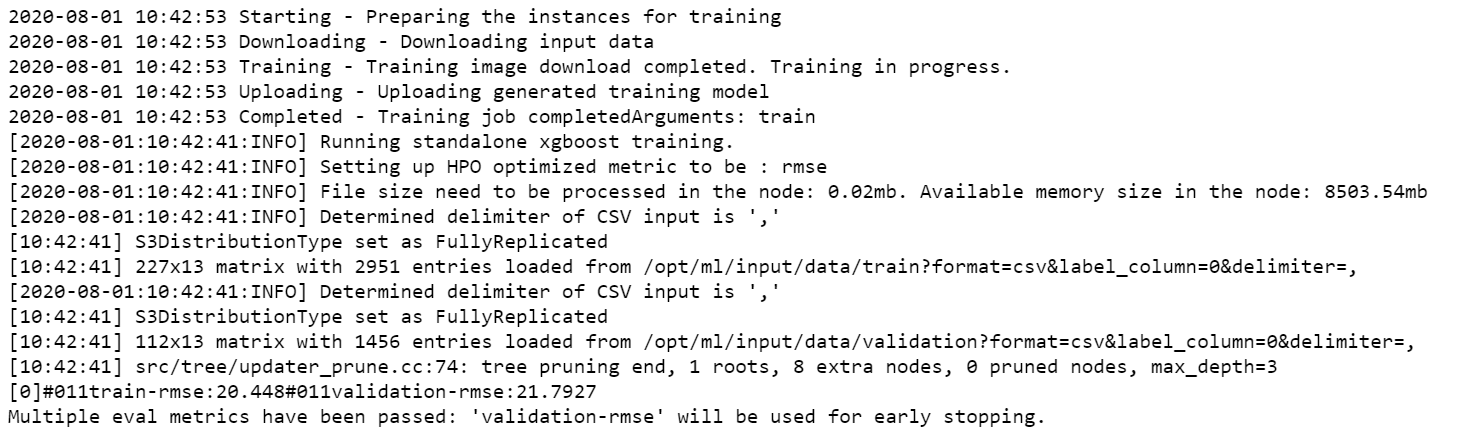 2020-08-01 10:42:53 Starting - Preparing the instances for training
2020-08-01 10:42:53 Downloading - Downloading input data
2020-08-01 10:42:53 Training - Training image download completed. Training in progress.
2020-08-01 10:42:53 Uploading - Uploading generated training model
2020-08-01 10:42:53 Completed - Training job completedArguments: train
[2020-08-01:10:42:41:INFO] Running standalone xgboost training.
[2020-08-01:10:42:41:INFO] Setting up HPO optimized metric to be : rmse
[2020-08-01:10:42:41:INFO] File size need to be processed in the node: 0.02mb. Available memory size in the node: 8503.54mb
[2020-08-01:10:42:41:INFO] Determined delimiter of CSV input is ','
[10:42:41] S3DistributionType set as FullyReplicated
[10:42:41] 227x13 matrix with 2951 entries loaded from /opt/ml/input/data/train?format=csv&label_column=0&delimiter=,
[2020-08-01:10:42:41:INFO] Determined delimiter of CSV input is ','
[10:42:41] S3DistributionType set as FullyReplicated
[10:42:41] 112x13 matrix with 1456 entries loaded from /opt/ml/input/data/validation?format=csv&label_column=0&delimiter=,
[10:42:41] src/tree/updater_prune.cc:74: tree pruning end, 1 roots, 8 extra nodes, 0 pruned nodes, max_depth=3
[0]#011train-rmse:20.448#011validation-rmse:21.7927
Multiple eval metrics have been passed: 'validation-rmse' will be used for early stopping.